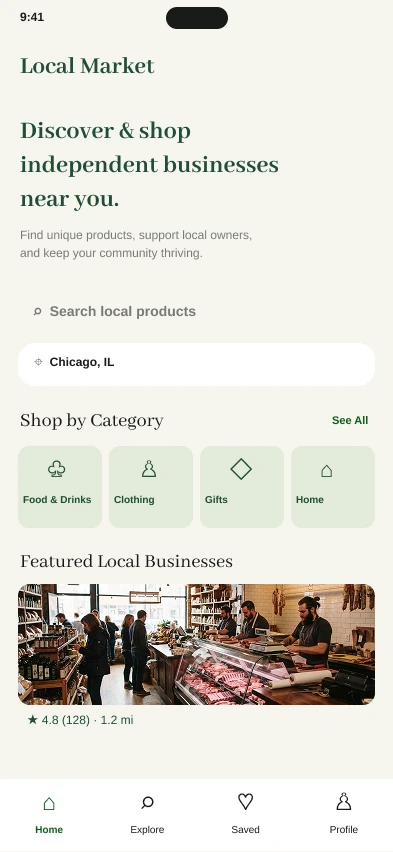 9:41
Local Market
Discover & shop
independent businesses
near you.
Find unique products, support local owners,
and keep your community thriving.
Search local products
Chicago, IL
Shop by Category
See All
Food & Drinks
Clothing
Gifts
Home
Featured Local Businesses
★ 4.8 (128) · 1.2 mi
Home
Explore
Saved
Profile